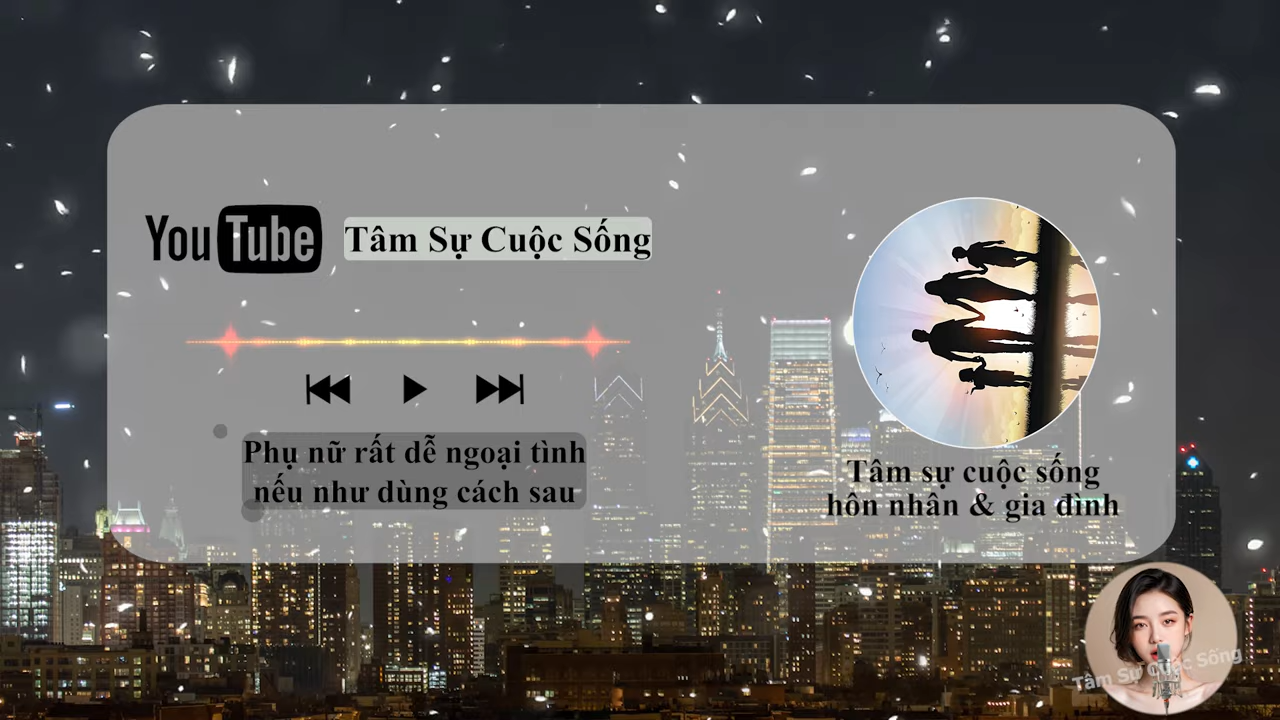 YouTube
Tâm Sự Cuộc Sống
Phụ nữ rất dễ ngoại tình
nếu như dùng cách sau
Tâm sự cuộc sống
hôn nhân & gia đình
Tâm Sự Cuộc Sống